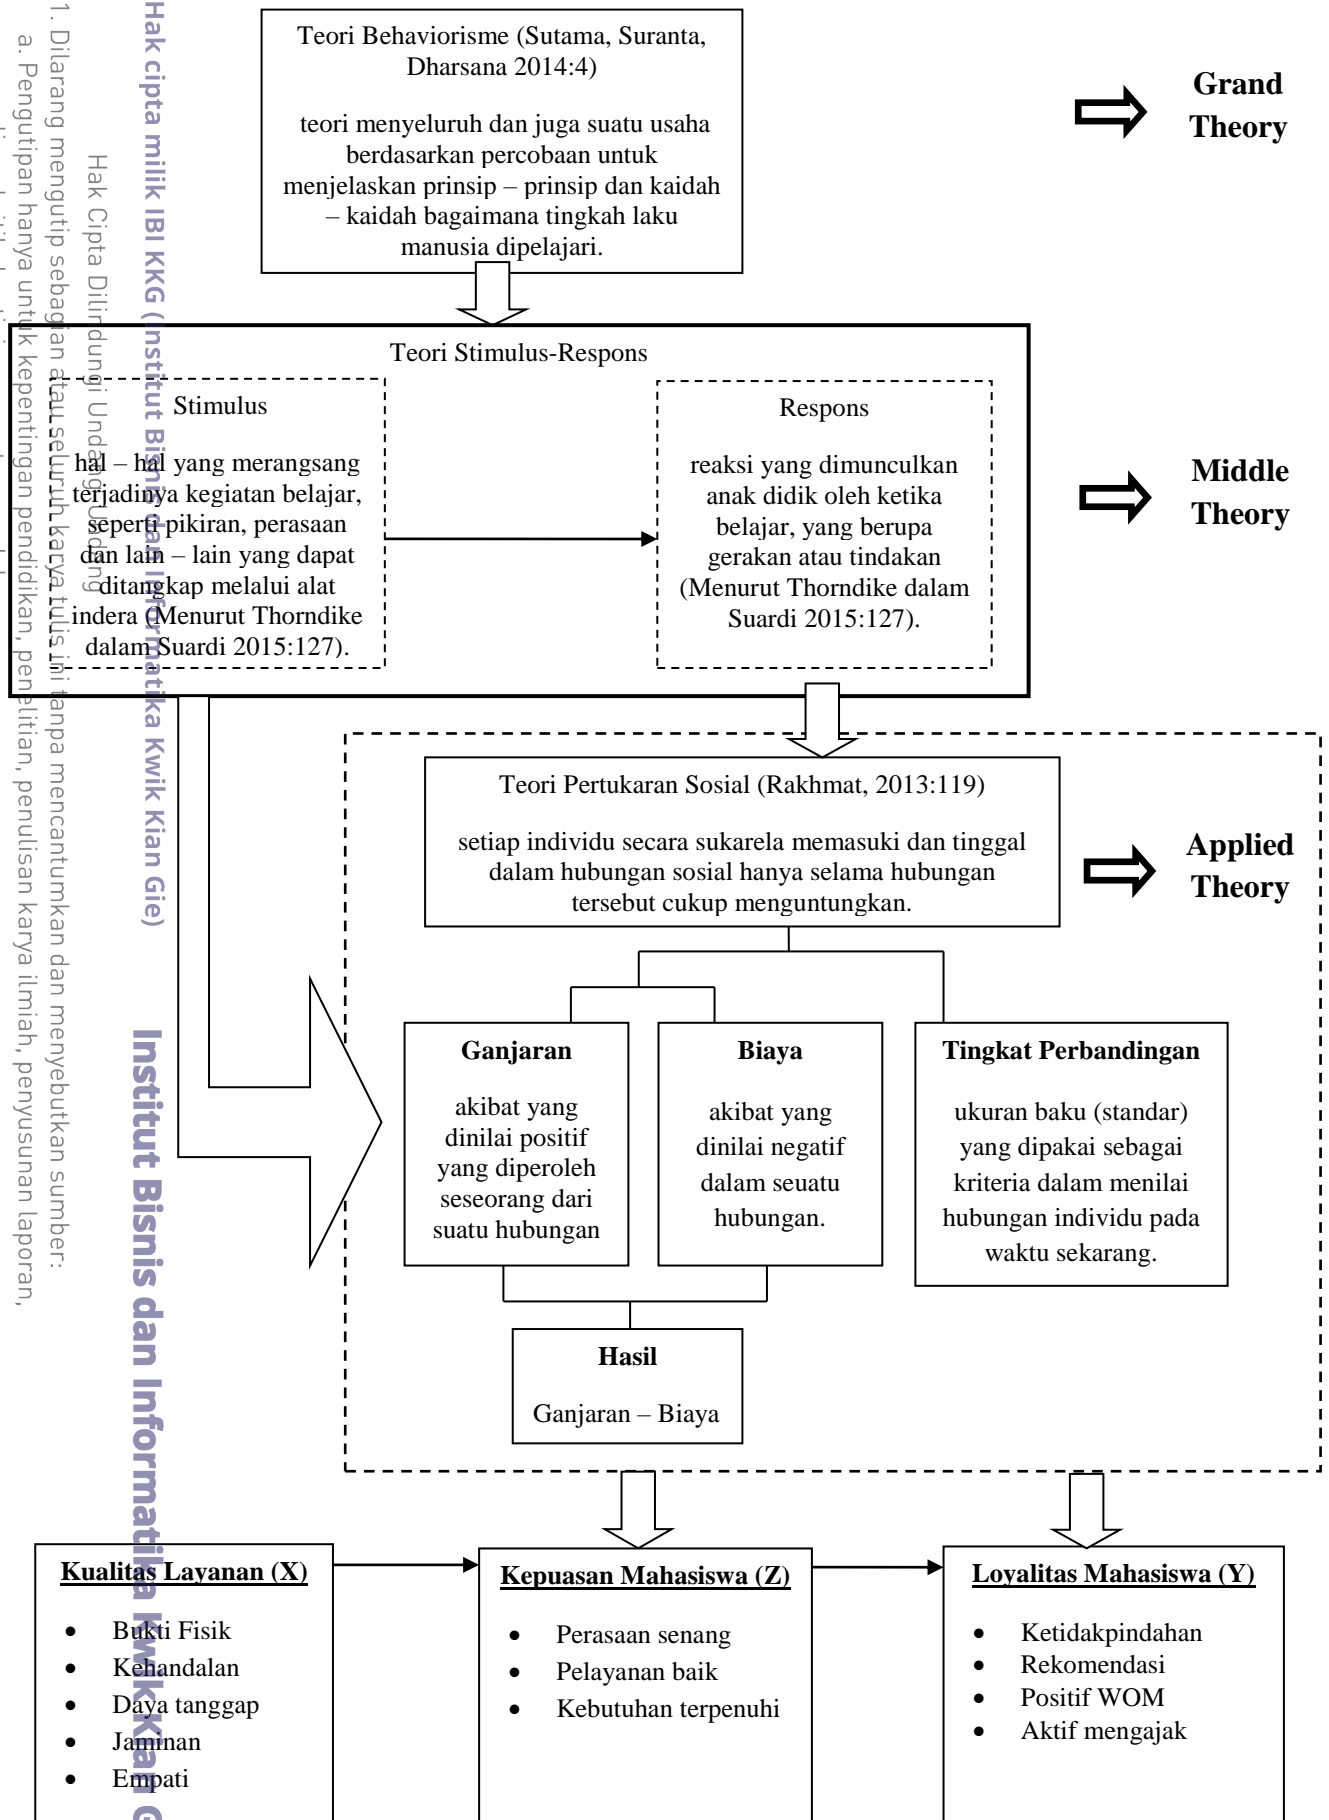 Teori Behaviorisme (Sutama, Suranta,
Dharsana 2014:4)
teori menyeluruh dan juga suatu usaha
berdasarkan percobaan untuk
menjelaskan prinsip – prinsip dan kaidah
– kaidah bagaimana tingkah laku
manusia dipelajari.
Grand
Theory
Teori Stimulus-Respons
Stimulus
hal – hal yang merangsang
terjadinya kegiatan belajar,
seperti pikiran, perasaan
dan lain – lain yang dapat
ditangkap melalui alat
indera (Menurut Thorndike
dalam Suardi 2015:127).
Respons
reaksi yang dimunculkan
anak didik oleh ketika
belajar, yang berupa
gerakan atau tindakan
(Menurut Thorndike dalam
Suardi 2015:127).
Middle
Theory
Teori Pertukaran Sosial (Rakhmat, 2013:119)
setiap individu secara sukarela memasuki dan tinggal
dalam hubungan sosial hanya selama hubungan
tersebut cukup menguntungkan.
Applied
Theory
Ganjaran
akibat yang
dinilai positif
yang diperoleh
seseorang dari
suatu hubungan
Biaya
akibat yang
dinilai negatif
dalam seuatu
hubungan.
Tingkat Perbandingan
ukuran baku (standar)
yang dipakai sebagai
kriteria dalam menilai
hubungan individu pada
waktu sekarang.
Hasil
Ganjaran – Biaya
Kualitas Layanan (X)
• Bukti Fisik
• Kehandalan
• Daya tanggap
• Jaminan
• Empati
Kepuasan Mahasiswa (Z)
• Perasaan senang
• Pelayanan baik
• Kebutuhan terpenuhi
Loyalitas Mahasiswa (Y)
• Ketidakpindahan
• Rekomendasi
• Positif WOM
• Aktif mengajak
Hak cipta milik IBI KKG (Institut Bisnis dan Informatika Kwik Kian Gie)
Institut Bisnis dan Informatika Kwik Kian G
Hak Cipta Dilindungi Undang-Undang
1. Dilarang mengutip sebagian atau seluruh karya tulis ini tanpa mencantumkan dan menyebutkan sumber:
a. Pengutipan hanya untuk kepentingan pendidikan, penelitian, penulisan karya ilmiah, penyusunan laporan,